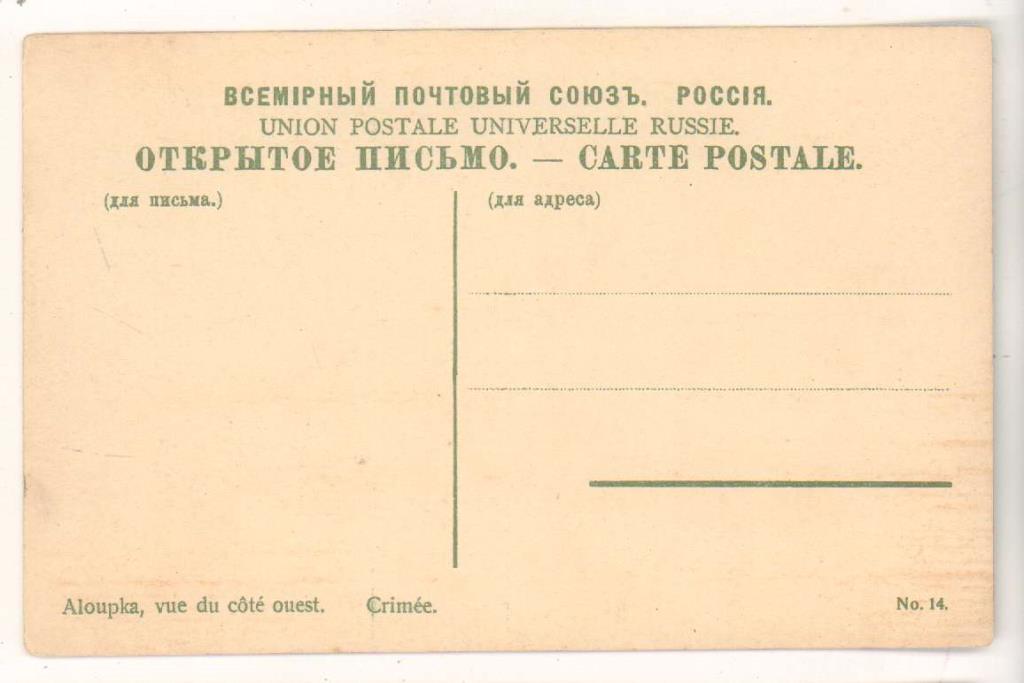 ВСЕМІРНЫЙ ПОЧТОВЫЙ СОЮЗЪ. РОССІЯ.
UNION POSTALE UNIVERSELLE RUSSIE.
ОТКРЫТОЕ ПИСЬМО. — CARTE POSTALE.
(для письма.)
(для адреса)
Aloupka, vue du côté ouest. Crimée.
No. 14.